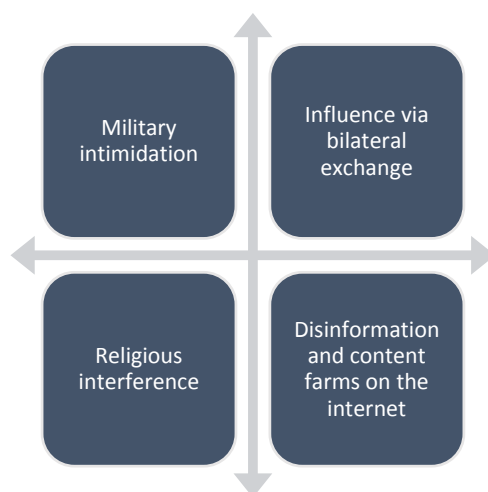 Military
intimidation
Influence via
bilateral
exchange
Religious
interference
Disinformation
and content
farms on the
internet